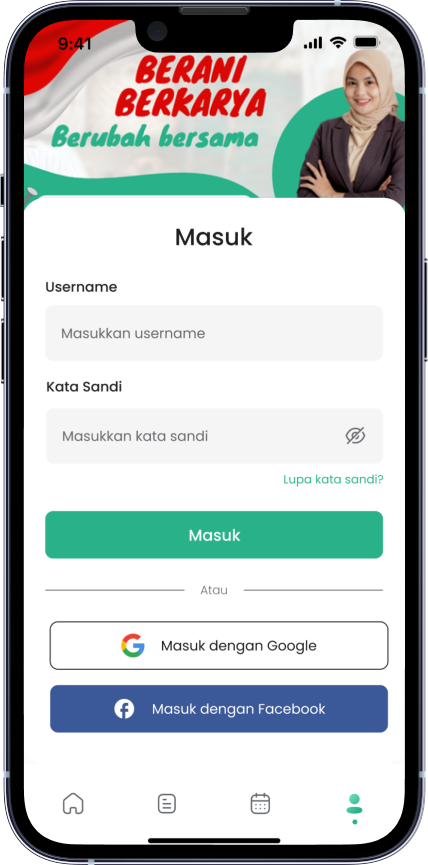 9:41
BERANI
BERKARYA
Berubah bersama
Masuk
Username
Masukkan username
Kata Sandi
Masukkan kata sandi
Lupa kata sandi?
Masuk
Atau
Masuk dengan Google
Masuk dengan Facebook